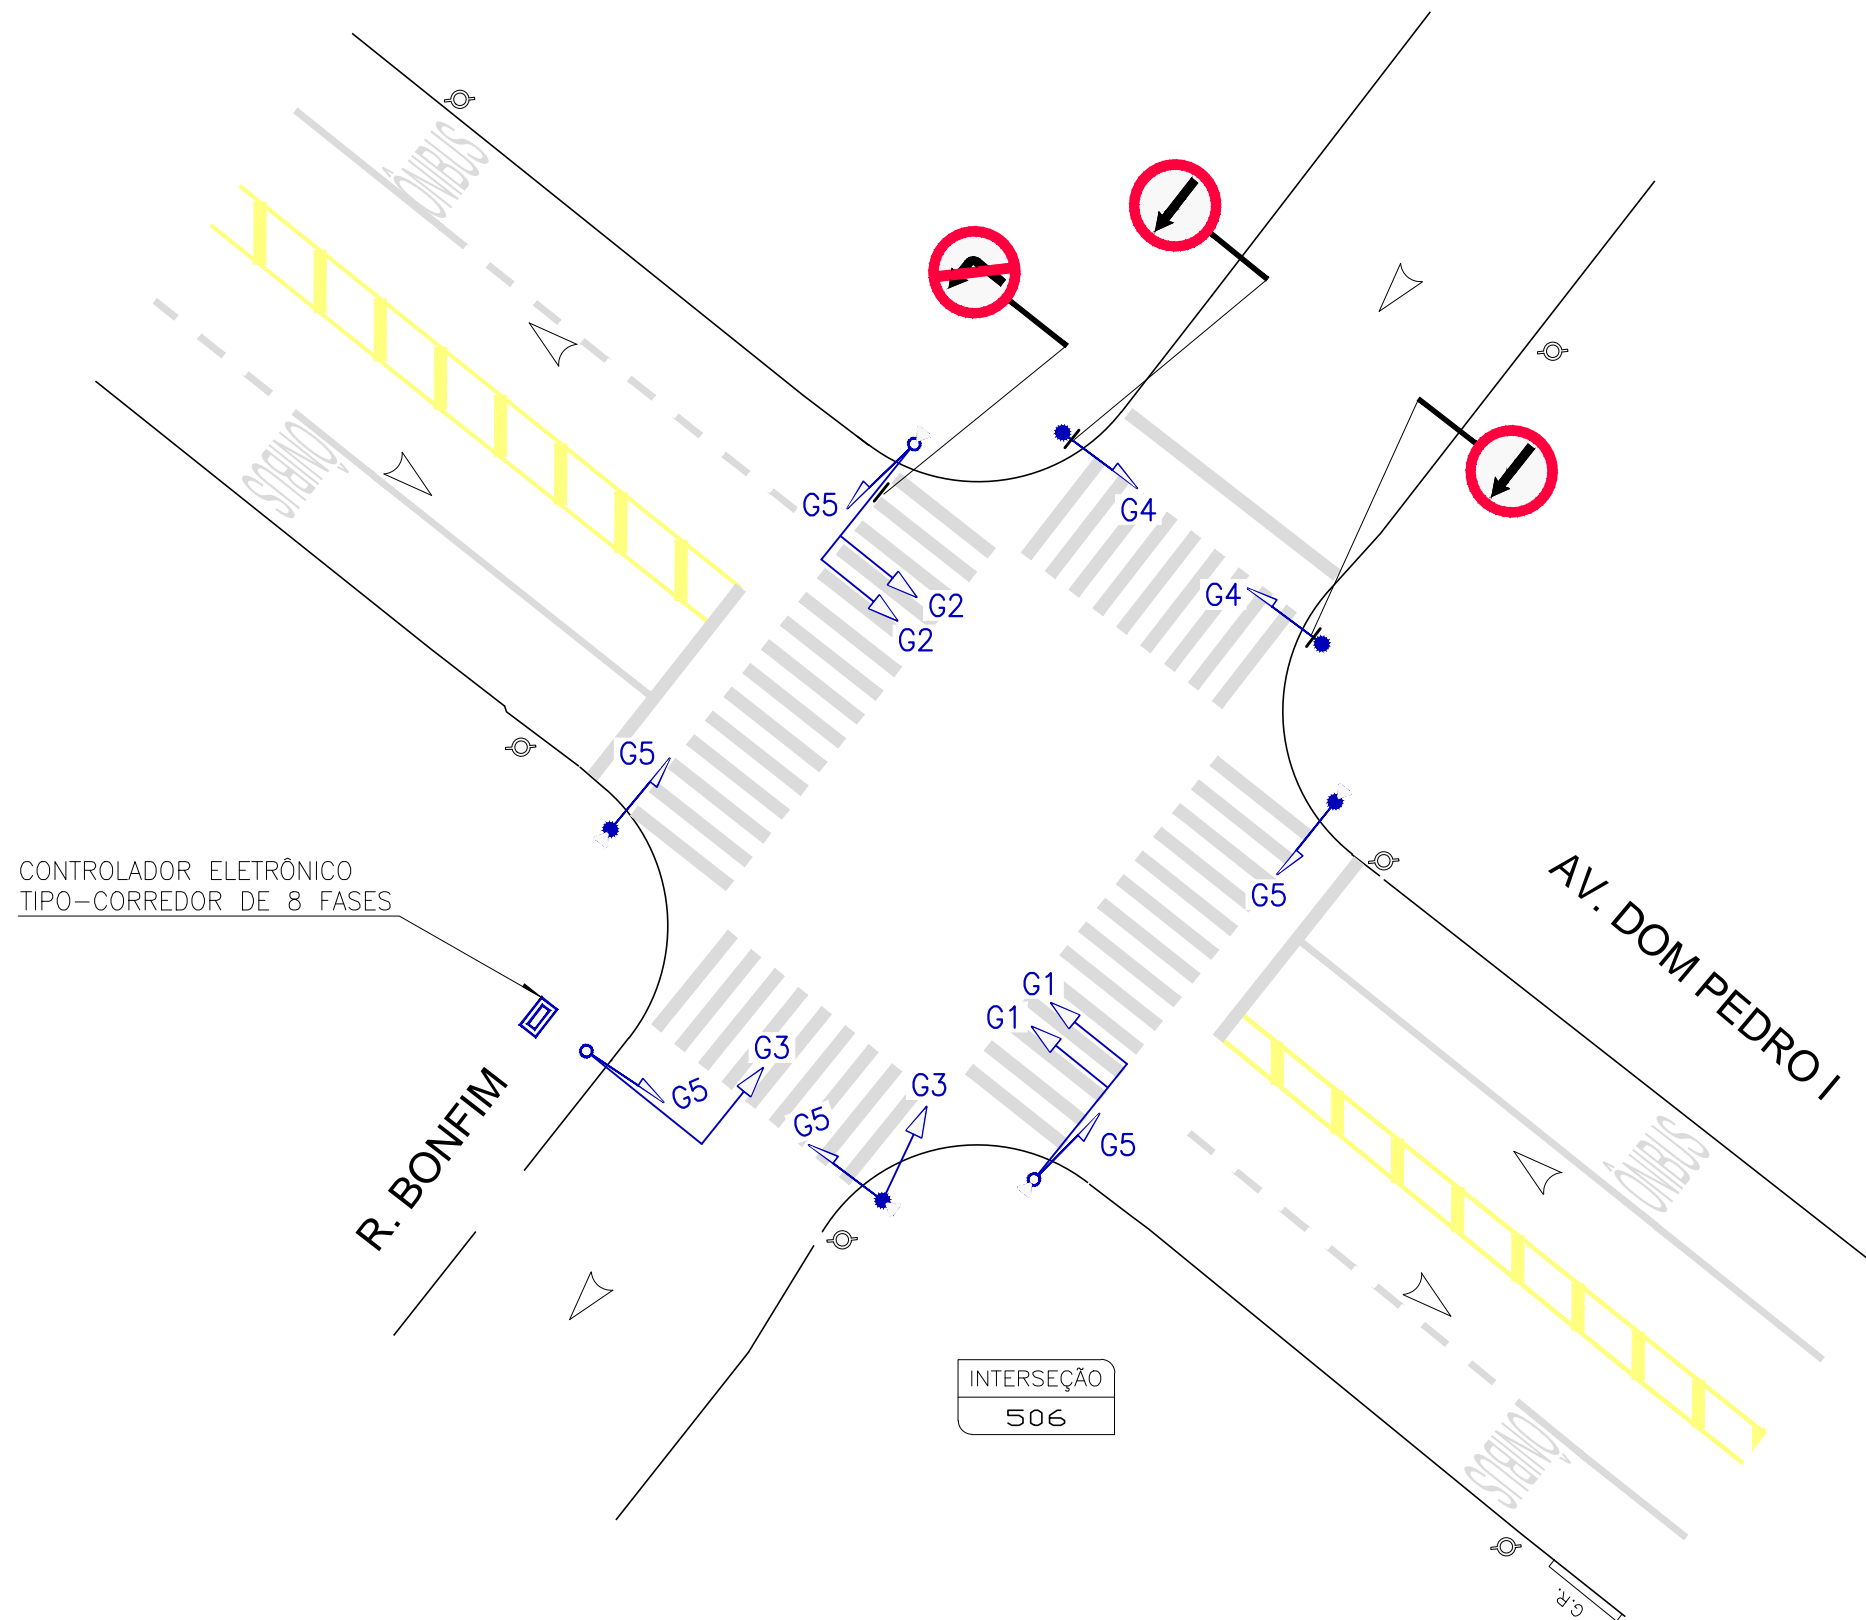 ÔNIBUS
ÔNIBUS
G5
G4
G2
G2
G4
G5
CONTROLADOR ELETRÔNICO
TIPO-CORREDOR DE 8 FASES
G5
AV. DOM PEDRO I
G1
G1
G3
G5
G3
G5
G5
R. BONFIM
ÔNIBUS
INTERSEÇÃO
506
ÔNIBUS
G.R.